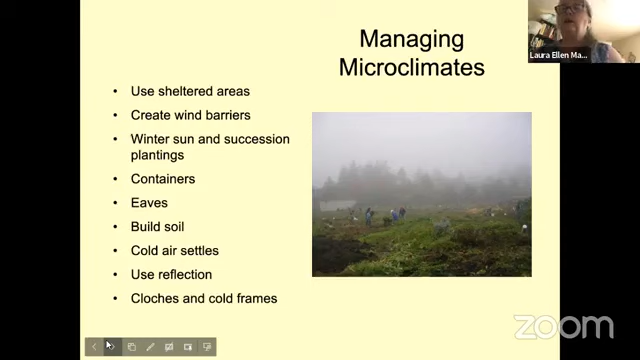 Managing
Microclimates
Laura Ellen Ma...
• Use sheltered areas
• Create wind barriers
• Winter sun and succession
plantings
• Containers
• Eaves
• Build soil
• Cold air settles
• Use reflection
• Cloches and cold frames
zoom